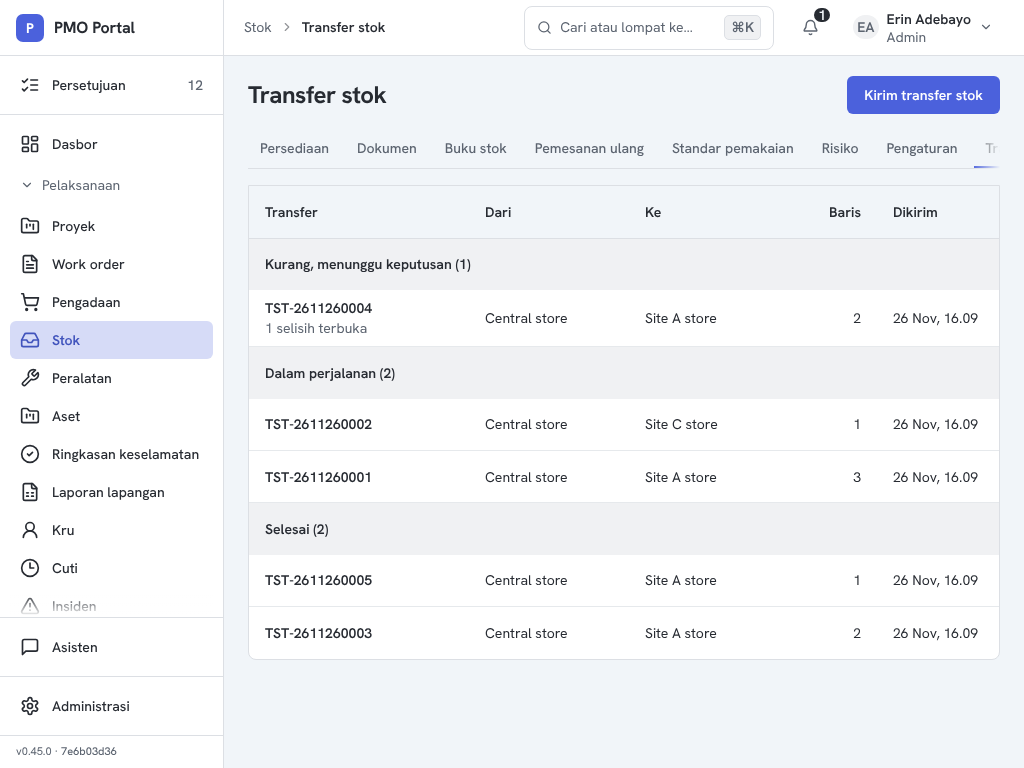 P PMO Portal
Stok > Transfer stok
Cari atau lompat ke...
⌘K
1
EA
Erin Adebayo
Admin
Persetujuan 12
Dasbor
Pelaksanaan
Proyek
Work order
Pengadaan
Stok
Peralatan
Aset
Ringkasan keselamatan
Laporan lapangan
Kru
Cuti
Insiden
Asisten
Administrasi
v0.45.0 · 7e6b03d36
Transfer stok
Kirim transfer stok
Persediaan Dokumen Buku stok Pemesanan ulang Standar pemakaian Risiko Pengaturan Tr
Transfer Dari Ke Baris Dikirim
Kurang, menunggu keputusan (1)
TST-2611260004 Central store Site A store 2 26 Nov, 16.09
1 selisih terbuka
Dalam perjalanan (2)
TST-2611260002 Central store Site C store 1 26 Nov, 16.09
TST-2611260001 Central store Site A store 3 26 Nov, 16.09
Selesai (2)
TST-2611260005 Central store Site A store 1 26 Nov, 16.09
TST-2611260003 Central store Site A store 2 26 Nov, 16.09